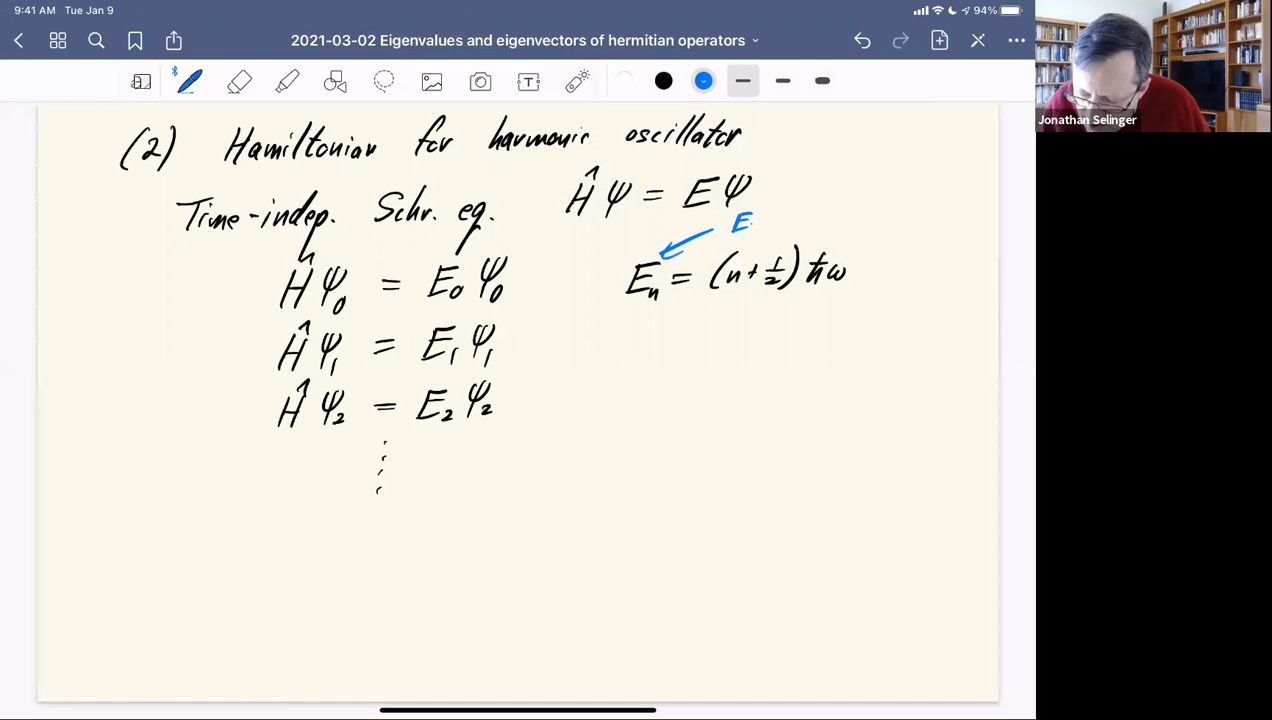 9:41 AM Tue Jan 9
94%
2021-03-02 Eigenvalues and eigenvectors of hermitian operators
Jonathan Selinger
(2) Hamiltonian for harmonic oscillator
Time-indep. Schr. eq. Ĥψ = Eψ
E
Ĥψ₀ = E₀ψ₀ Eₙ = (n+½)ħω
Ĥψ₁ = E₁ψ₁
Ĥψ₂ = E₂ψ₂
⋮